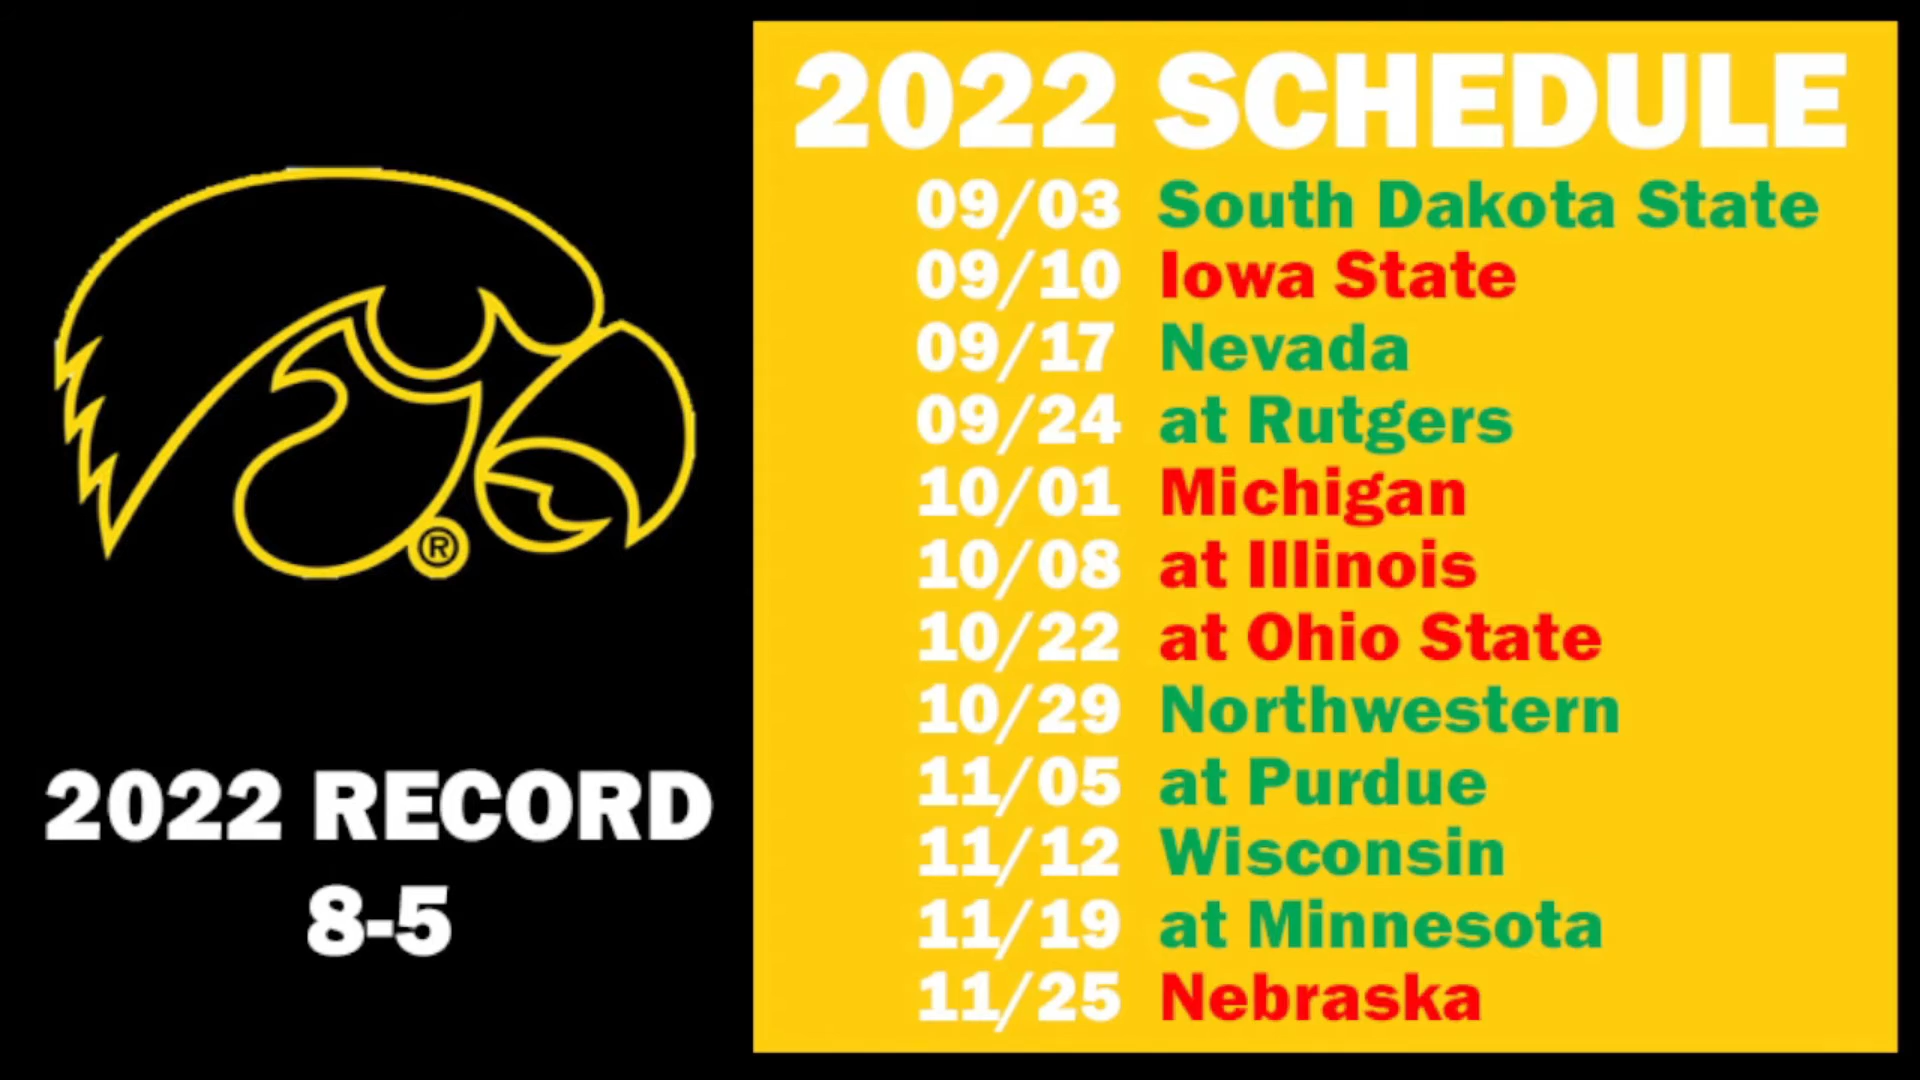 ®
2022 RECORD
8-5
2022 SCHEDULE
09/03 South Dakota State
09/10 Iowa State
09/17 Nevada
09/24 at Rutgers
10/01 Michigan
10/08 at Illinois
10/22 at Ohio State
10/29 Northwestern
11/05 at Purdue
11/12 Wisconsin
11/19 at Minnesota
11/25 Nebraska